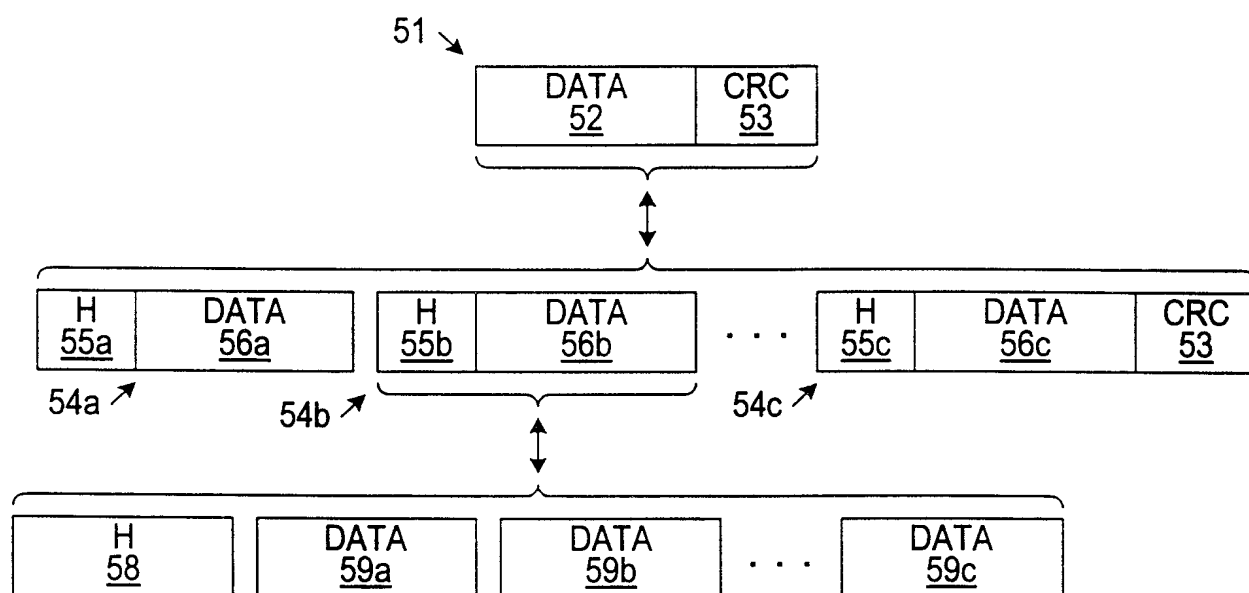 51
DATA CRC
52 53
H DATA H DATA . . . H DATA CRC
55a 56a 55b 56b 55c 56c 53
54a 54b 54c
H DATA DATA . . . DATA
58 59a 59b 59c